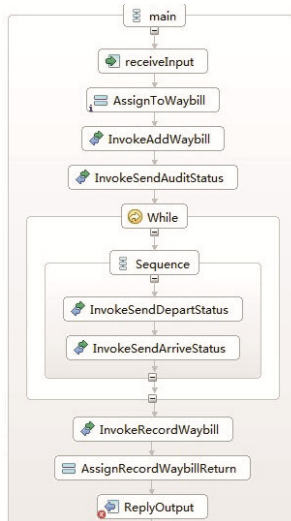 main
receiveInput
AssignToWaybill
InvokeAddWaybill
InvokeSendAuditStatus
While
Sequence
InvokeSendDepartStatus
InvokeSendArriveStatus
InvokeRecordWaybill
AssignRecordWaybillReturn
ReplyOutput